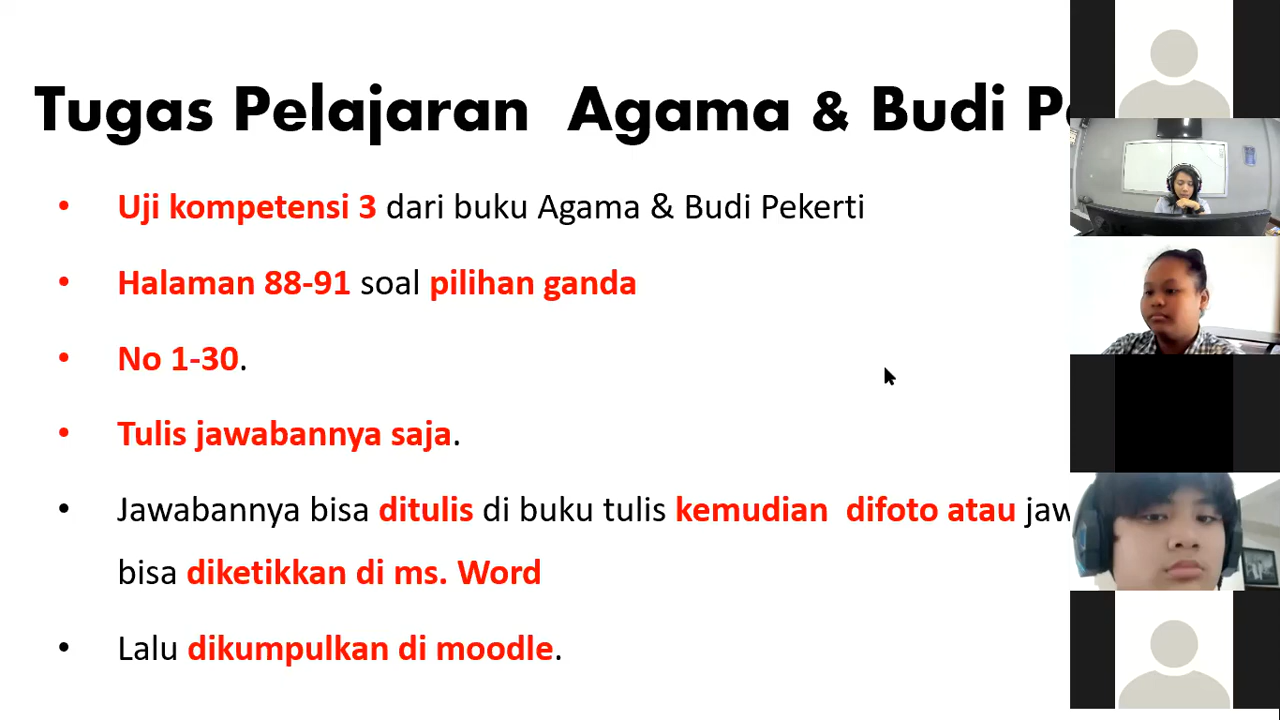 Tugas Pelajaran Agama & Budi
• Uji kompetensi 3 dari buku Agama & Budi Pekerti
• Halaman 88-91 soal pilihan ganda
• No 1-30.
• Tulis jawabannya saja.
• Jawabannya bisa ditulis di buku tulis kemudian difoto atau
bisa diketikkan di ms. Word
• Lalu dikumpulkan di moodle.